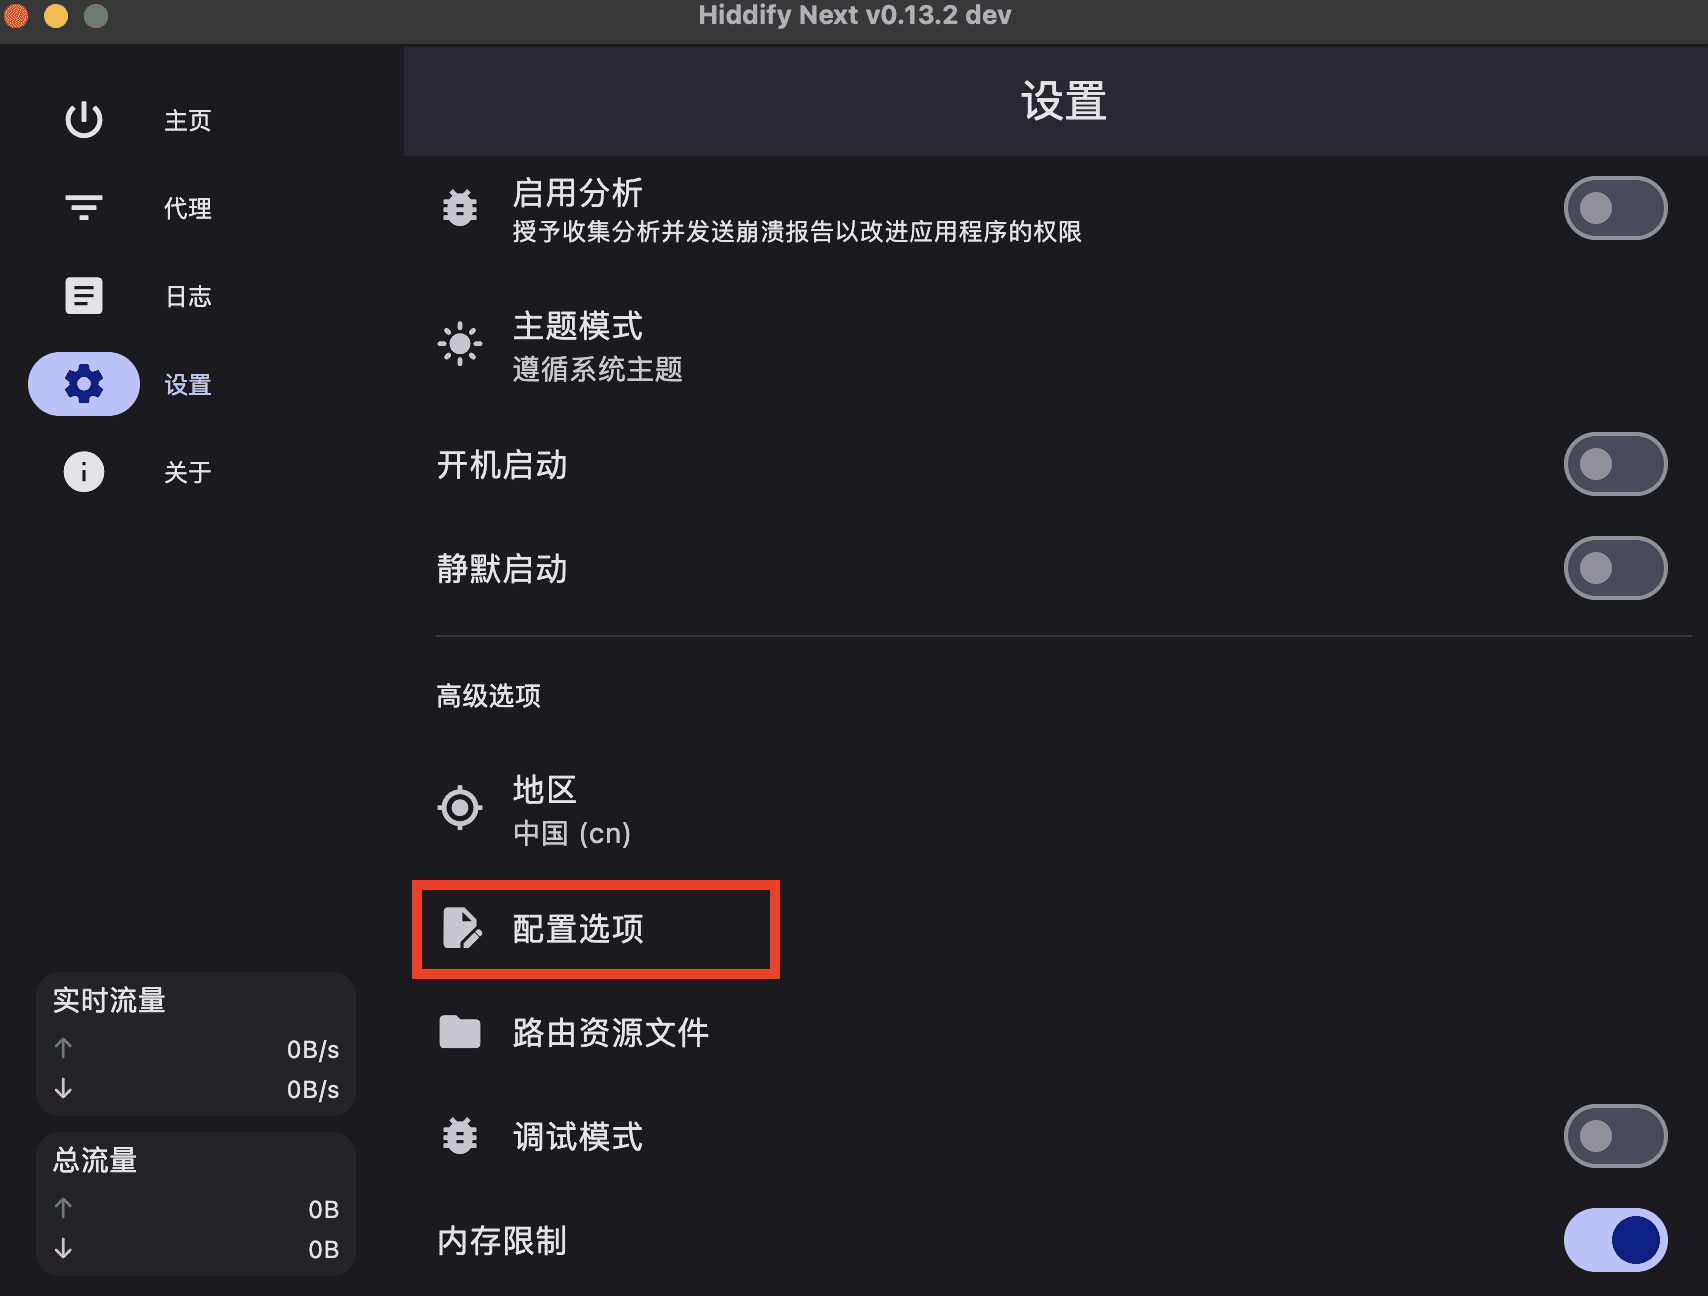 Hiddify Next v0.13.2 dev
主页
代理
日志
设置
关于
实时流量
↑ 0B/s
↓ 0B/s
总流量
↑ 0B
↓ 0B
设置
启用分析
授予收集分析并发送崩溃报告以改进应用程序的权限
主题模式
遵循系统主题
开机启动
静默启动
高级选项
地区
中国 (cn)
配置选项
路由资源文件
调试模式
内存限制